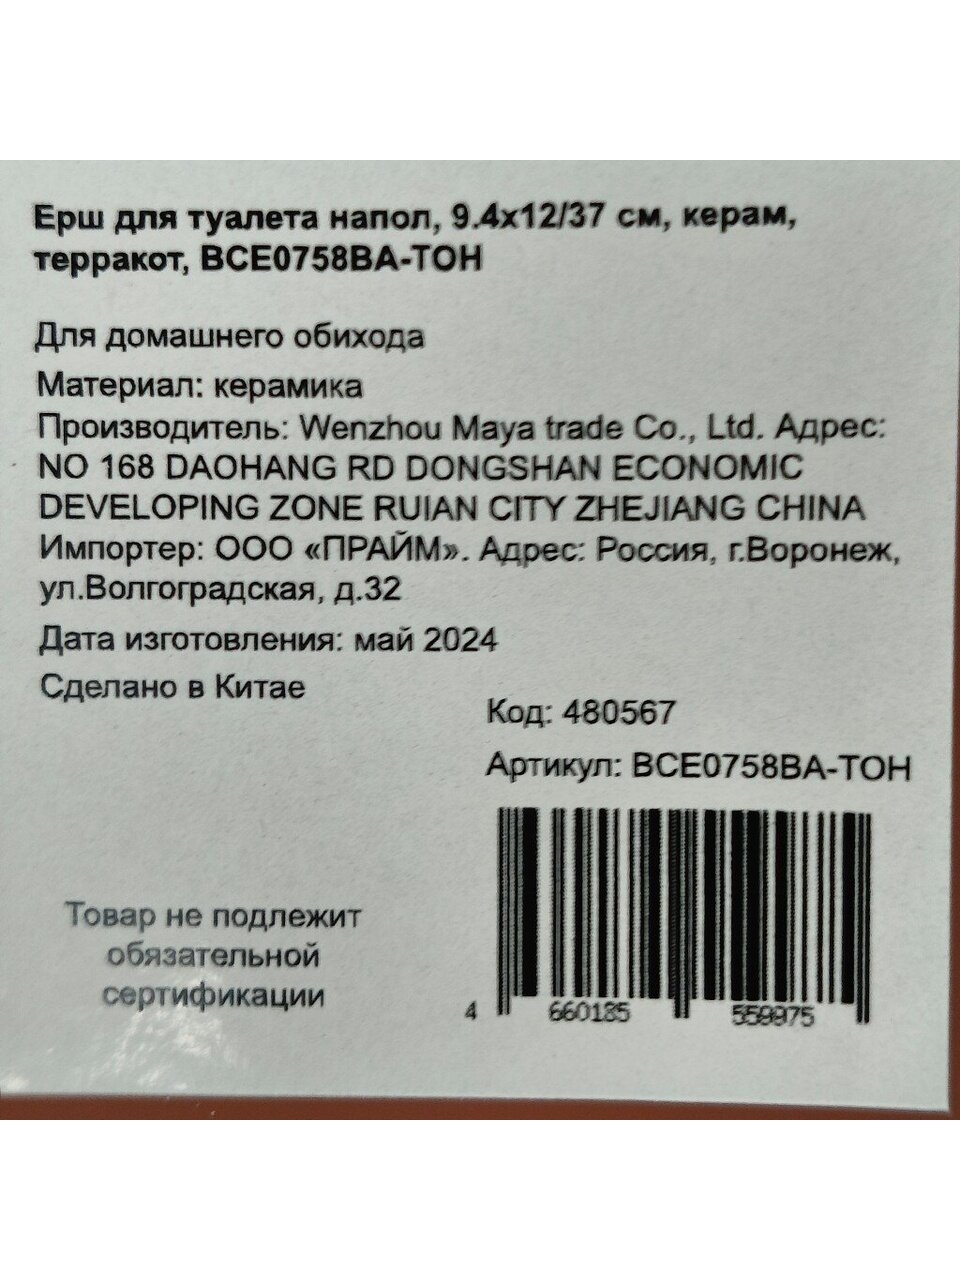 Ерш для туалета напол, 9.4x12/37 см, керам,
терракот, BCE0758BA-TOH
Для домашнего обихода
Материал: керамика
Производитель: Wenzhou Maya trade Co., Ltd. Адрес:
NO 168 DAOHANG RD DONGSHAN ECONOMIC
DEVELOPING ZONE RUIAN CITY ZHEJIANG CHINA
Импортер: ООО «ПРАЙМ». Адрес: Россия, г.Воронеж,
ул.Волгоградская, д.32
Дата изготовления: май 2024
Сделано в Китае
Код: 480567
Артикул: BCE0758BA-TOH
Товар не подлежит
обязательной
сертификации
4 660185 559975